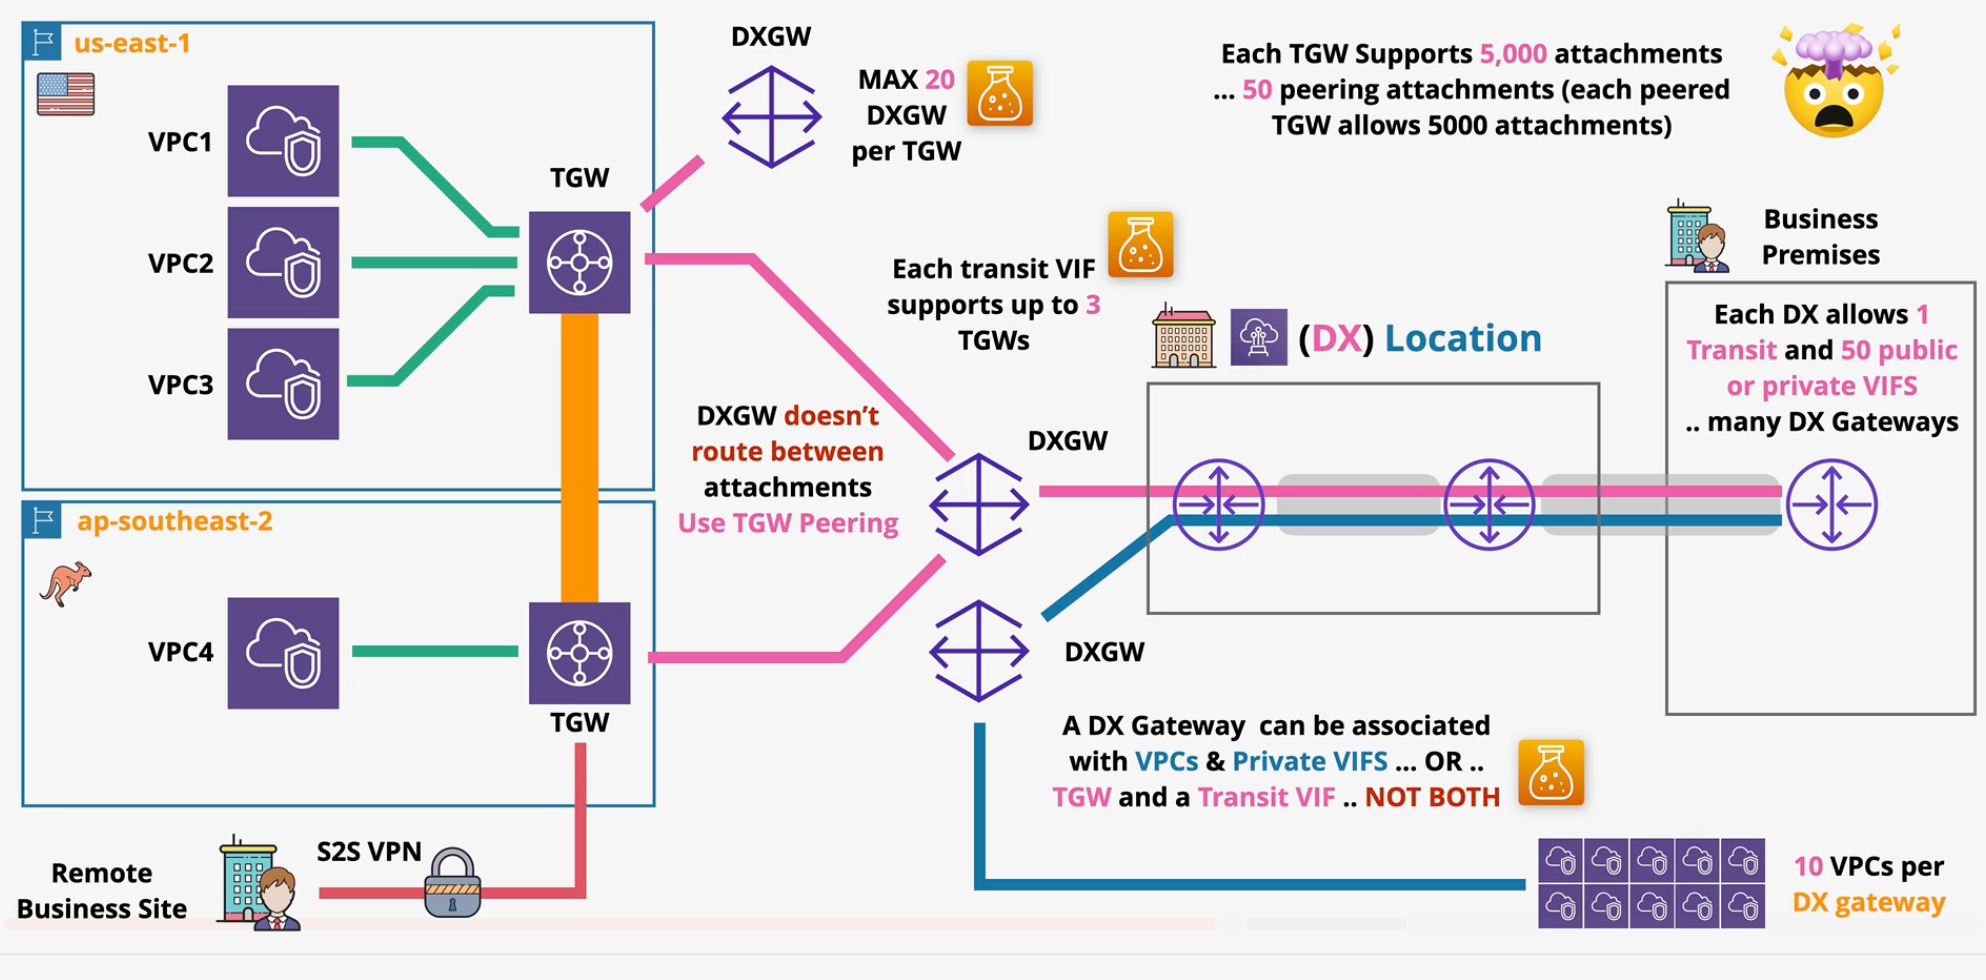 us-east-1
VPC1
VPC2
VPC3
TGW
DXGW
MAX 20
DXGW
per TGW
Each TGW Supports 5,000 attachments
... 50 peering attachments (each peered
TGW allows 5000 attachments)
Each transit VIF
supports up to 3
TGWs
Business
Premises
(DX) Location
Each DX allows 1
Transit and 50 public
or private VIFS
.. many DX Gateways
DXGW doesn't
route between
attachments
Use TGW Peering
DXGW
ap-southeast-2
VPC4
TGW
DXGW
A DX Gateway can be associated
with VPCs & Private VIFS ... OR ..
TGW and a Transit VIF .. NOT BOTH
Remote
Business Site
S2S VPN
10 VPCs per
DX gateway